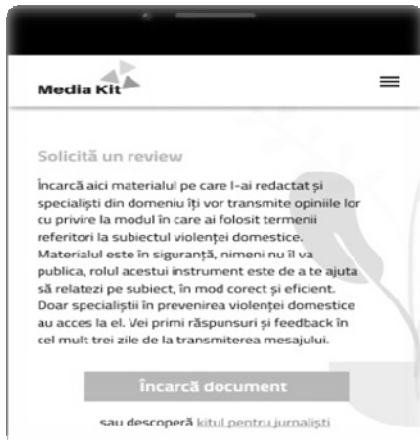 Media Kit
Solicită un review
Încarcă aici materialul pe care l-ai redactat și
specialiști din domeniu îți vor transmite opiniile lor
cu privire la modul în care ai folosit termenii
referitori la subiectul violenței domestice.
Materialul este în siguranță, nimeni nu îl va
publica, rolul acestui instrument este de a te ajuta
să relatezi pe subiect, în mod corect și eficient.
Doar specialiștii în prevenirea violenței domestice
au acces la el. Vei primi răspunsuri și feedback în
cel mult trei zile de la transmiterea mesajului.
Încarcă document
sau descoperă kitul pentru jurnaliști